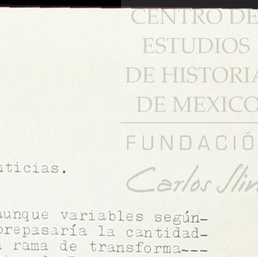 CENTRO DE
ESTUDIOS
DE HISTORIA
DE MEXICO
FUNDACIÓ
Carlos Slim
nticias.
aunque variables según-
brepasaría la cantidad-
a rama de transforma---